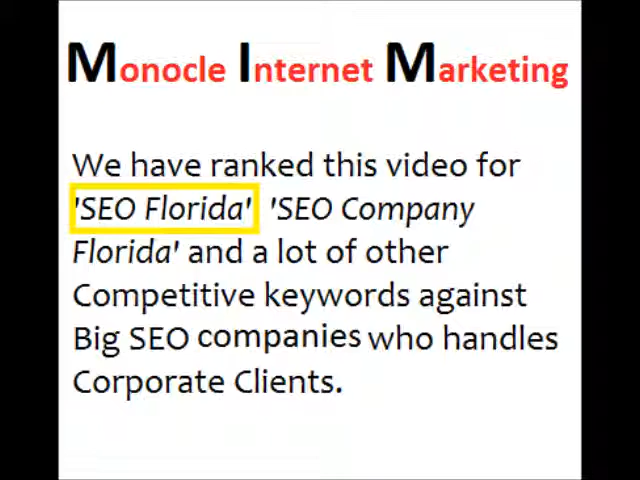 Monocle Internet Marketing
We have ranked this video for
'SEO Florida' 'SEO Company
Florida' and a lot of other
Competitive keywords against
Big SEO companies who handles
Corporate Clients.